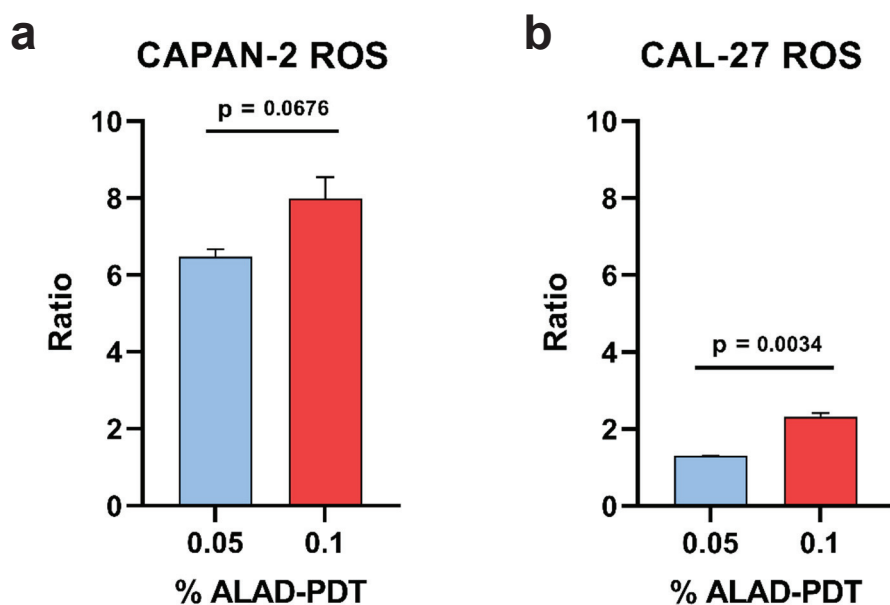 a
CAPAN-2 ROS
p = 0.0676
10
8
6
4
2
0
Ratio
0.05
0.1
% ALAD-PDT
b
CAL-27 ROS
p = 0.0034
10
8
6
4
2
0
Ratio
0.05
0.1
% ALAD-PDT